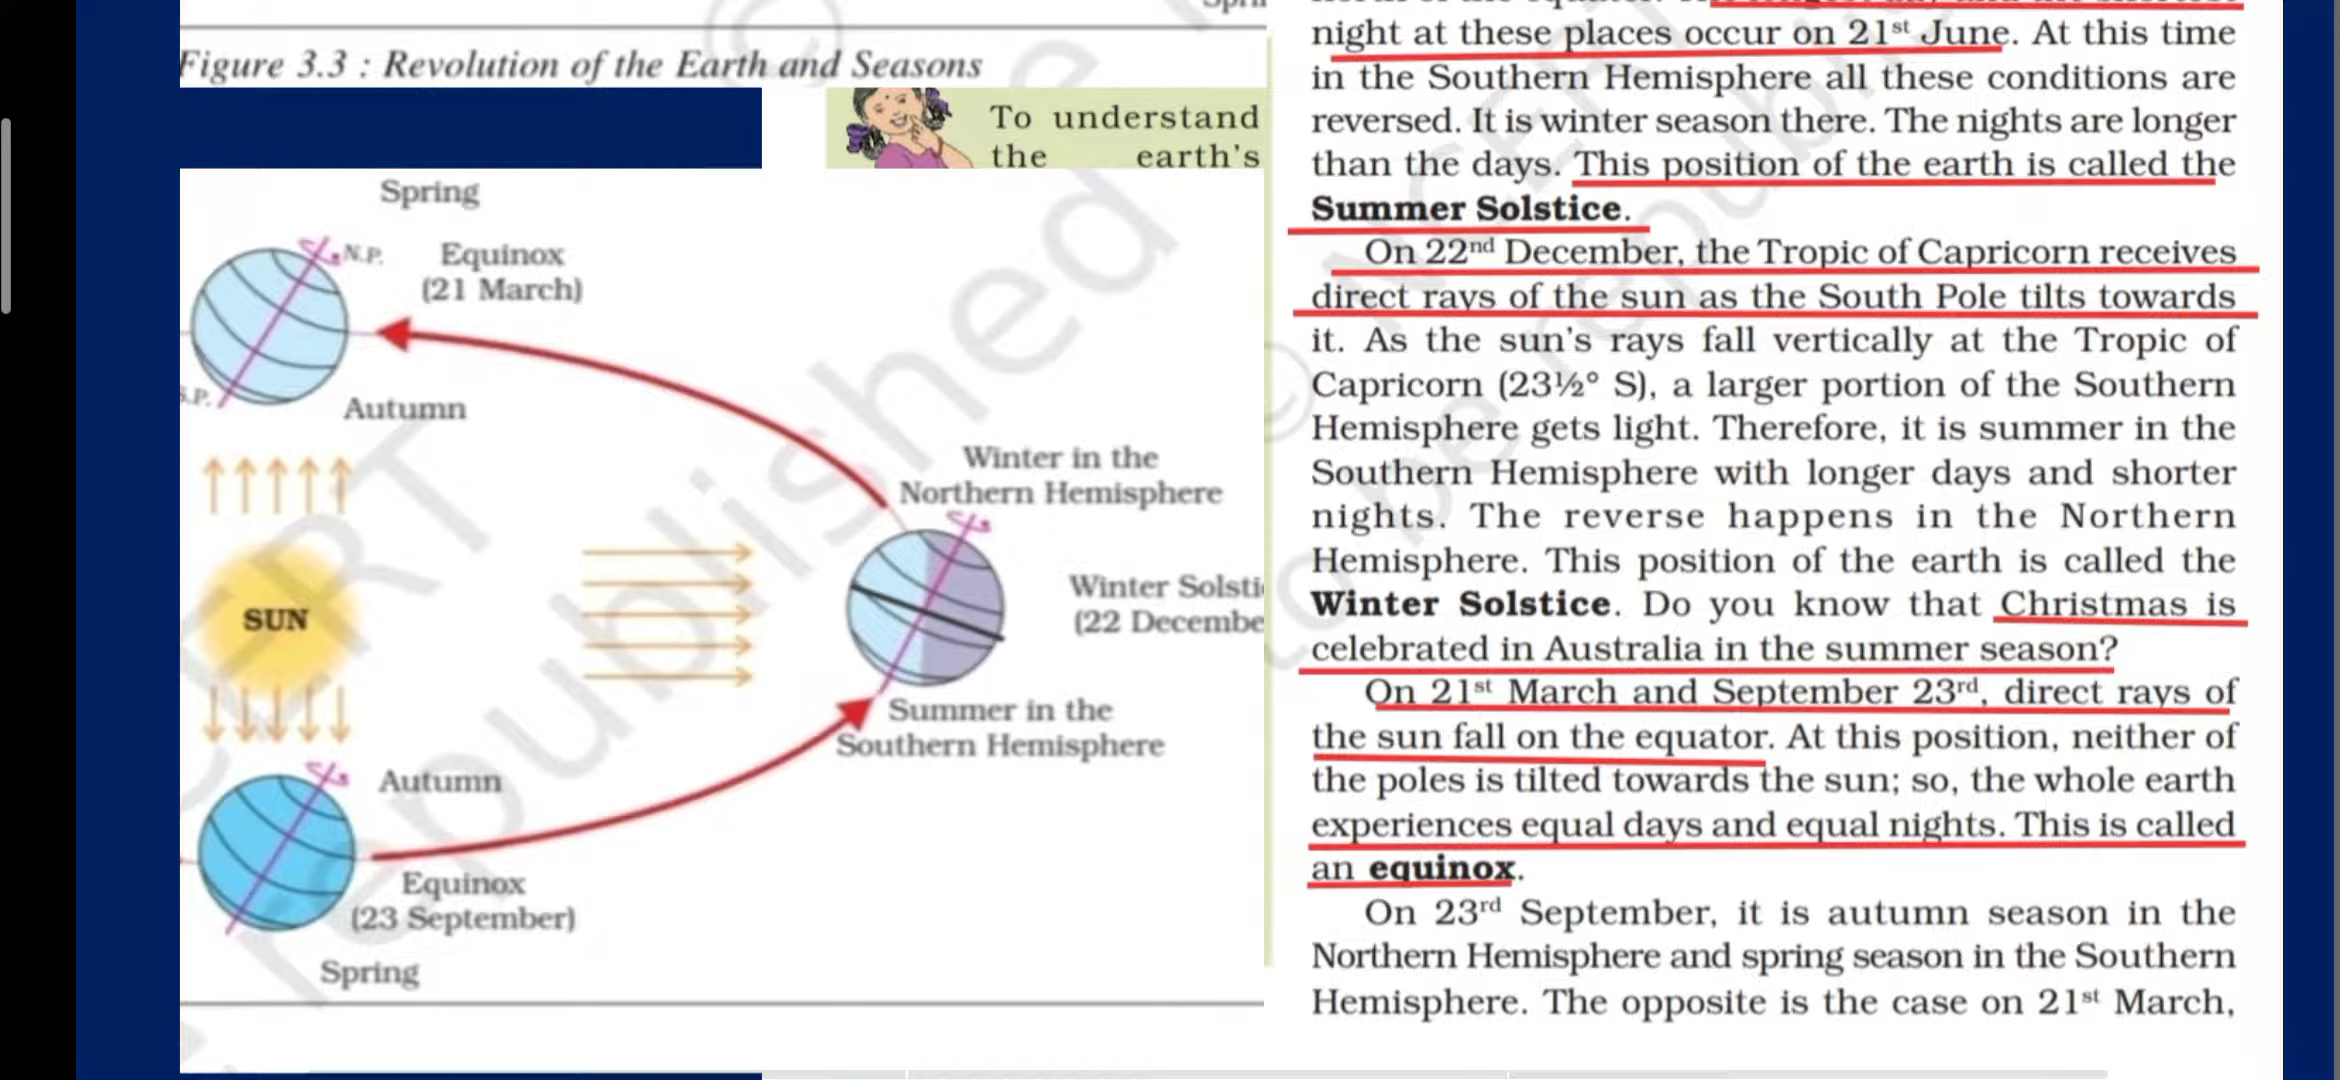 Figure 3.3 : Revolution of the Earth and Seasons
To understand
the earth's
Spring
N.P.
Equinox
(21 March)
S.P.
Autumn
Winter in the
Northern Hemisphere
SUN
Winter Solsti
(22 Decembe
Summer in the
Southern Hemisphere
Autumn
Equinox
(23 September)
Spring
night at these places occur on 21st June. At this time
in the Southern Hemisphere all these conditions are
reversed. It is winter season there. The nights are longer
than the days. This position of the earth is called the
Summer Solstice.
On 22nd December, the Tropic of Capricorn receives
direct rays of the sun as the South Pole tilts towards
it. As the sun's rays fall vertically at the Tropic of
Capricorn (23½° S), a larger portion of the Southern
Hemisphere gets light. Therefore, it is summer in the
Southern Hemisphere with longer days and shorter
nights. The reverse happens in the Northern
Hemisphere. This position of the earth is called the
Winter Solstice. Do you know that Christmas is
celebrated in Australia in the summer season?
On 21st March and September 23rd, direct rays of
the sun fall on the equator. At this position, neither of
the poles is tilted towards the sun; so, the whole earth
experiences equal days and equal nights. This is called
an equinox.
On 23rd September, it is autumn season in the
Northern Hemisphere and spring season in the Southern
Hemisphere. The opposite is the case on 21st March,